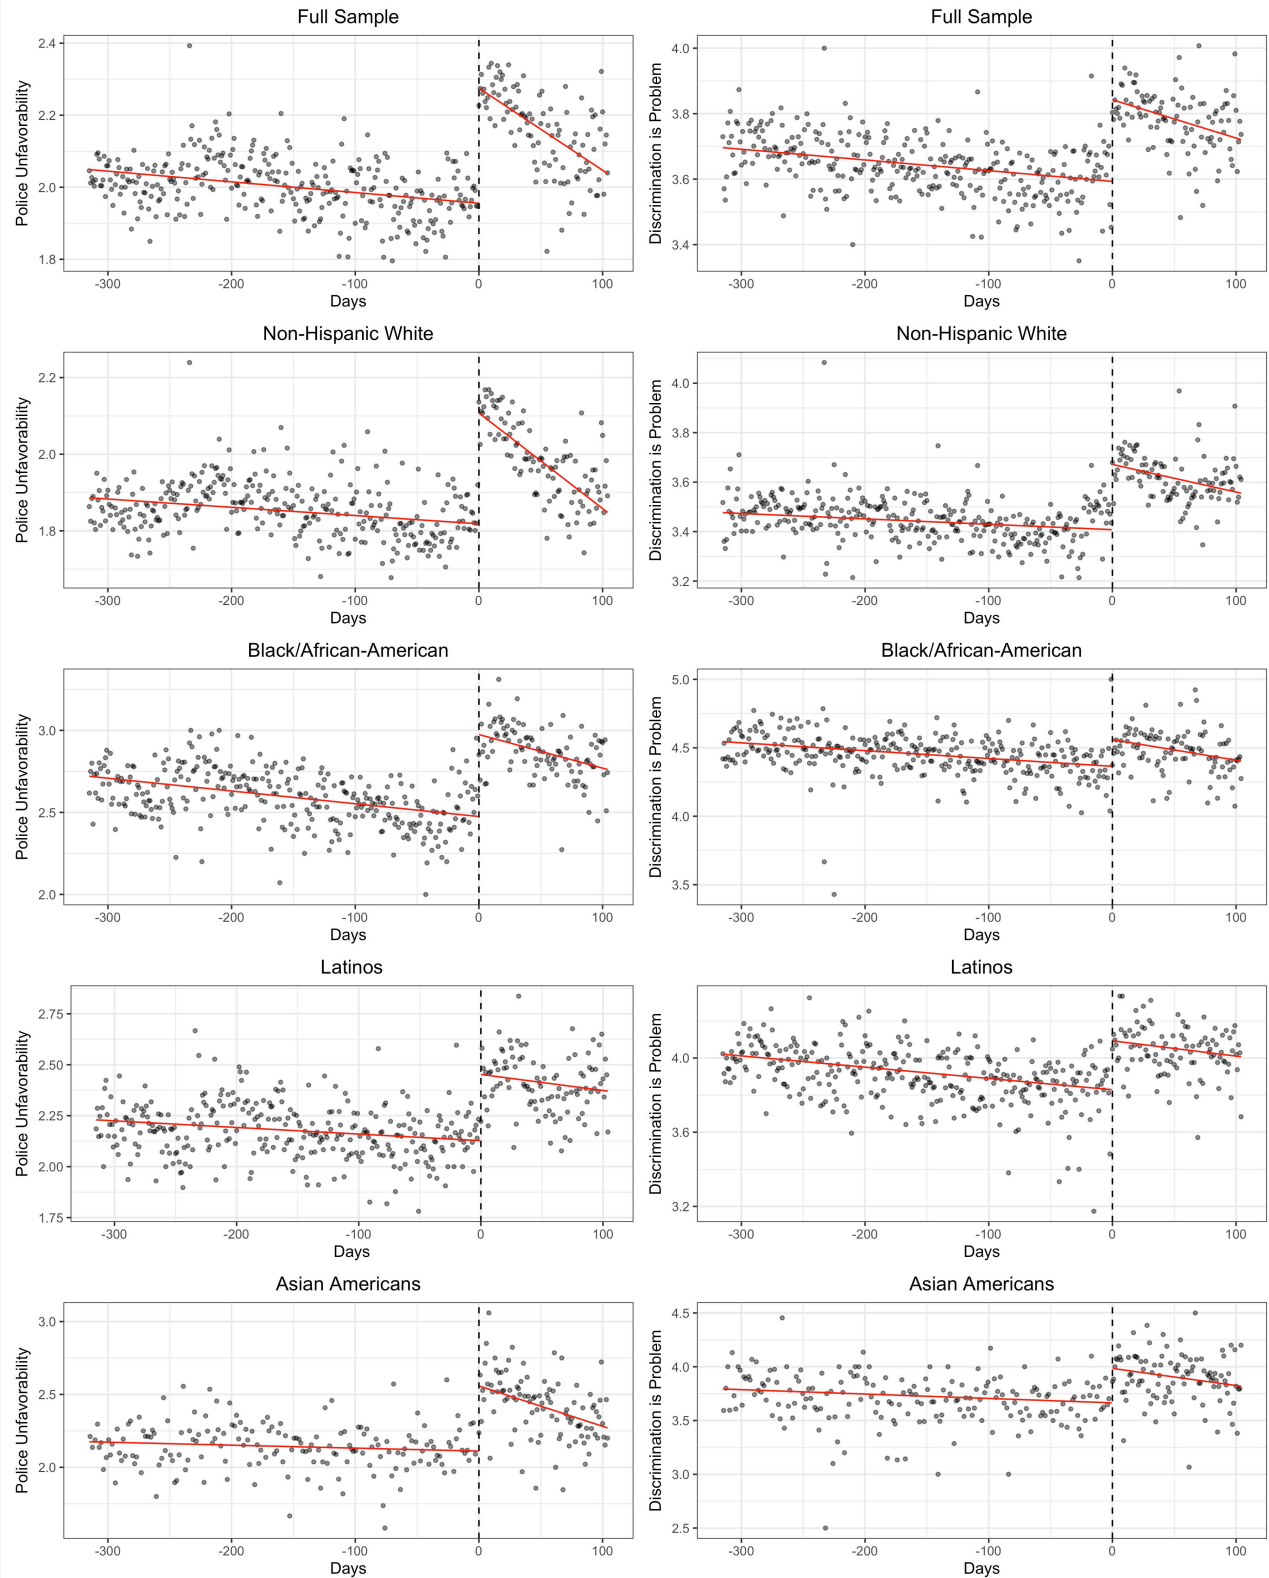 Full Sample
Police Unfavorability
2.4
2.2
2.0
1.8
-300 -200 -100 0 100
Days
Full Sample
Discrimination is Problem
4.0
3.8
3.6
3.4
-300 -200 -100 0 100
Days
Non-Hispanic White
Police Unfavorability
2.2
2.0
1.8
-300 -200 -100 0 100
Days
Non-Hispanic White
Discrimination is Problem
4.0
3.8
3.6
3.4
3.2
-300 -200 -100 0 100
Days
Black/African-American
Police Unfavorability
3.0
2.5
2.0
-300 -200 -100 0 100
Days
Black/African-American
Discrimination is Problem
5.0
4.5
4.0
3.5
-300 -200 -100 0 100
Days
Latinos
Police Unfavorability
2.75
2.50
2.25
2.00
1.75
-300 -200 -100 0 100
Days
Latinos
Discrimination is Problem
4.0
3.6
3.2
-300 -200 -100 0 100
Days
Asian Americans
Police Unfavorability
3.0
2.5
2.0
-300 -200 -100 0 100
Days
Asian Americans
Discrimination is Problem
4.5
4.0
3.5
3.0
2.5
-300 -200 -100 0 100
Days